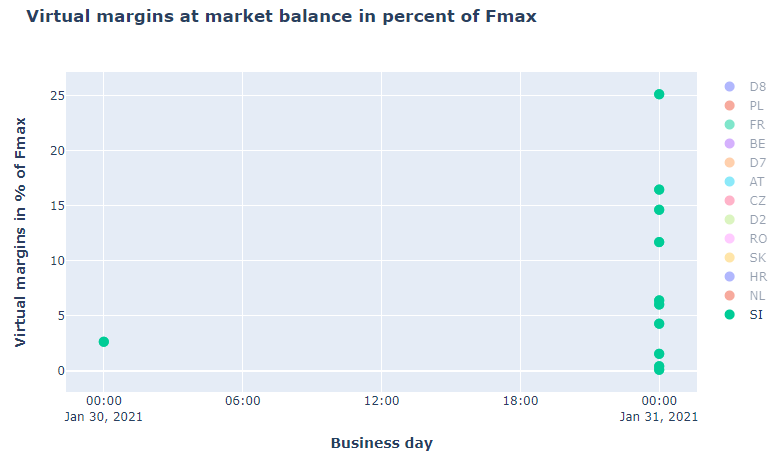 Virtual margins at market balance in percent of Fmax
Virtual margins in % of Fmax
25
20
15
10
5
0
00:00
Jan 30, 2021
06:00
12:00
18:00
00:00
Jan 31, 2021
Business day
D8
PL
FR
BE
D7
AT
CZ
D2
RO
SK
HR
NL
SI